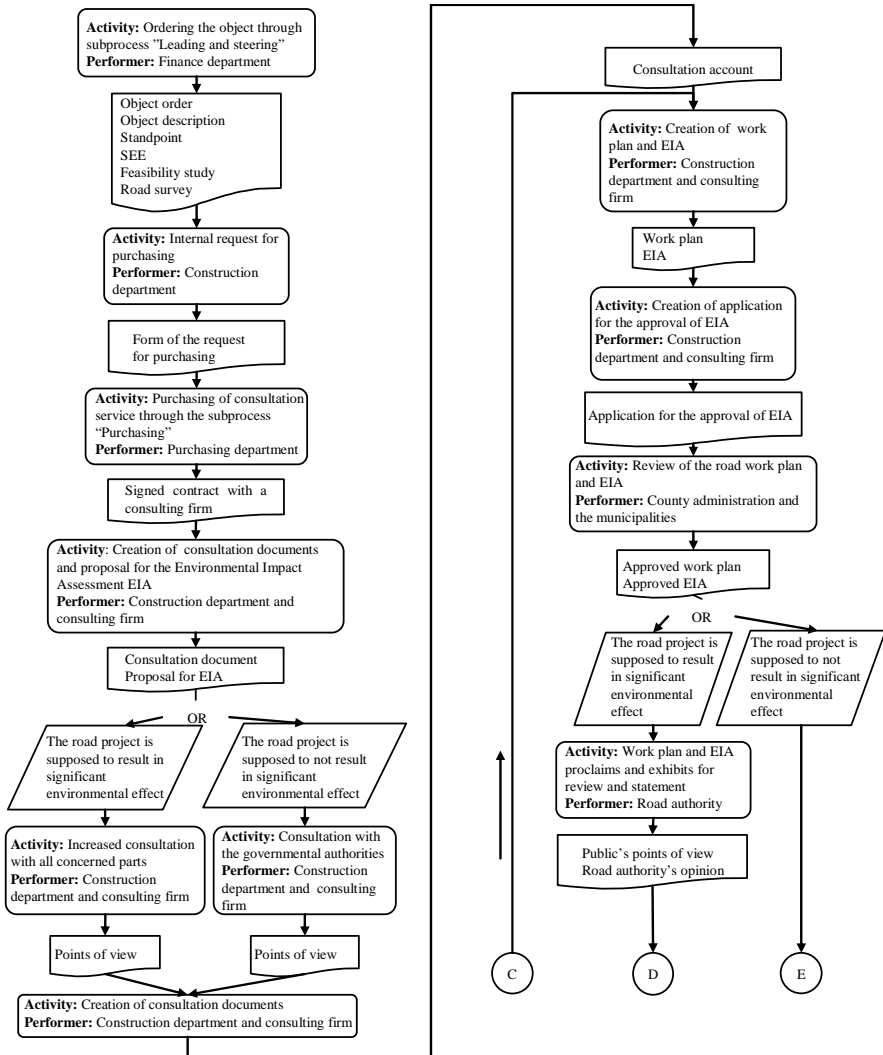 Activity: Ordering the object through
subprocess ”Leading and steering”
Performer: Finance department
Object order
Object description
Standpoint
SEE
Feasibility study
Road survey
Activity: Internal request for
purchasing
Performer: Construction
department
Form of the request
for purchasing
Activity: Purchasing of consultation
service through the subprocess
“Purchasing”
Performer: Purchasing department
Signed contract with a
consulting firm
Activity: Creation of consultation documents
and proposal for the Environmental Impact
Assessment EIA
Performer: Construction department and
consulting firm
Consultation document
Proposal for EIA
OR
The road project is
supposed to result in
significant
environmental effect
The road project is
supposed to not result
in significant
environmental effect
Activity: Increased consultation
with all concerned parts
Performer: Construction
department and consulting firm
Activity: Consultation with
the governmental authorities
Performer: Construction
department and consulting
firm
Points of view
Points of view
Activity: Creation of consultation documents
Performer: Construction department and consulting firm
Consultation account
Activity: Creation of work
plan and EIA
Performer: Construction
department and consulting
firm
Work plan
EIA
Activity: Creation of application
for the approval of EIA
Performer: Construction
department and consulting firm
Application for the approval of EIA
Activity: Review of the road work plan
and EIA
Performer: County administration and
the municipalities
Approved work plan
Approved EIA
OR
The road project is
supposed to result
in significant
environmental
effect
The road project is
supposed to not
result in significant
environmental
effect
Activity: Work plan and EIA
proclaims and exhibits for
review and statement
Performer: Road authority
Public’s points of view
Road authority’s opinion
C
D
E